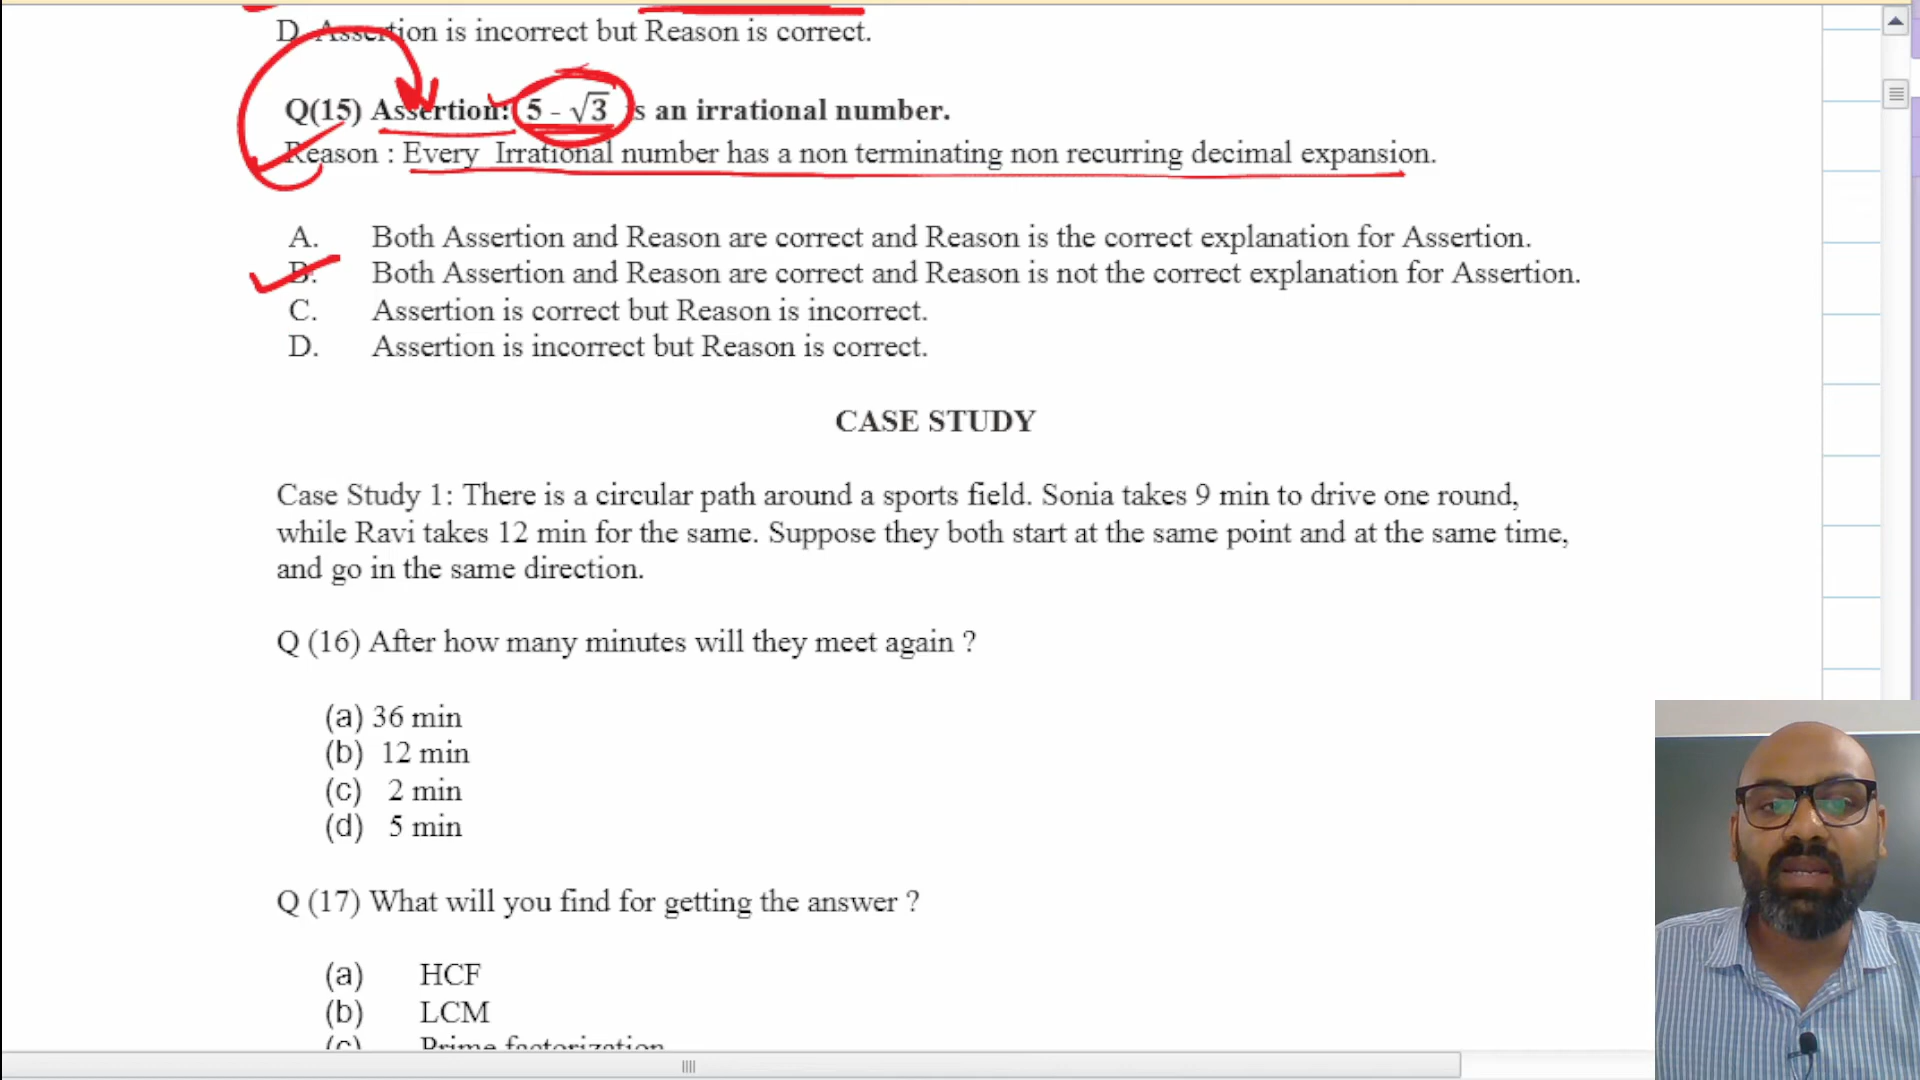 D. Assertion is incorrect but Reason is correct.
Q(15) Assertion: 5 - √3 is an irrational number.
Reason : Every Irrational number has a non terminating non recurring decimal expansion.
A. Both Assertion and Reason are correct and Reason is the correct explanation for Assertion.
B. Both Assertion and Reason are correct and Reason is not the correct explanation for Assertion.
C. Assertion is correct but Reason is incorrect.
D. Assertion is incorrect but Reason is correct.
CASE STUDY
Case Study 1: There is a circular path around a sports field. Sonia takes 9 min to drive one round,
while Ravi takes 12 min for the same. Suppose they both start at the same point and at the same time,
and go in the same direction.
Q (16) After how many minutes will they meet again ?
(a) 36 min
(b) 12 min
(c) 2 min
(d) 5 min
Q (17) What will you find for getting the answer ?
(a) HCF
(b) LCM
(c) Prime factorization